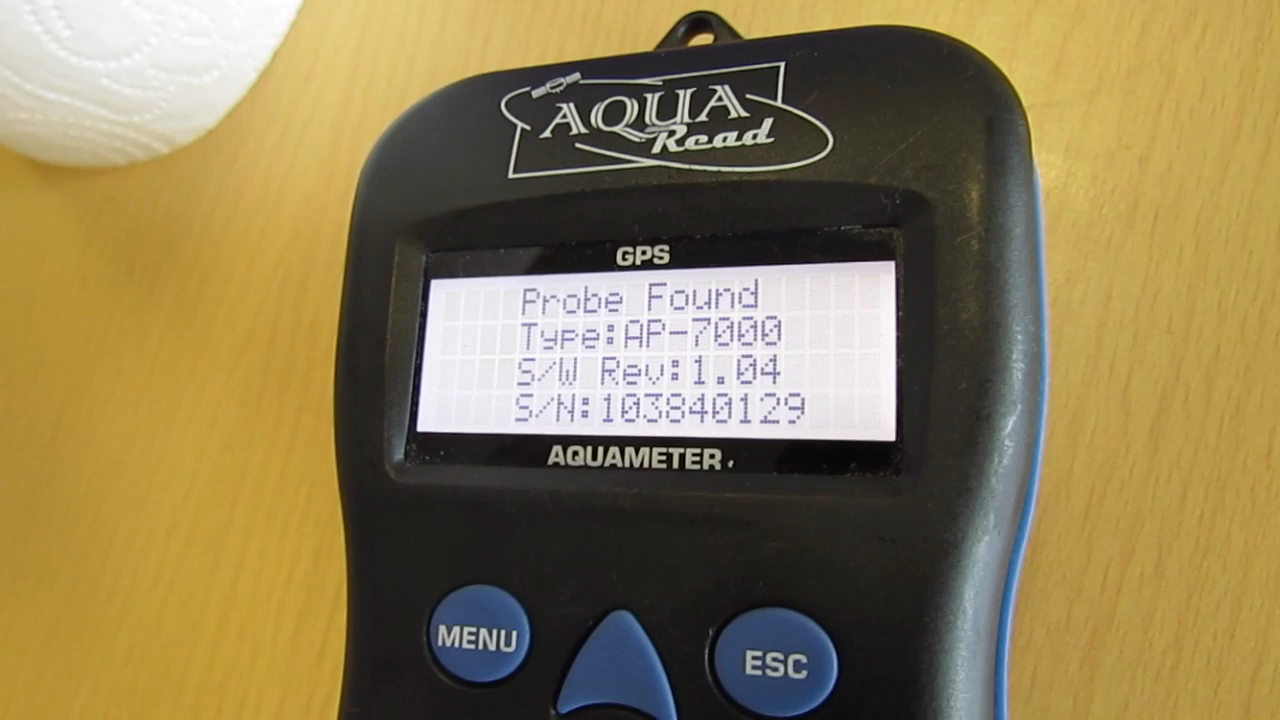 AQUA
Read
GPS
Probe Found
Type:AP-7000
S/W Rev:1.04
S/N:103840129
AQUAMETER
MENU
ESC